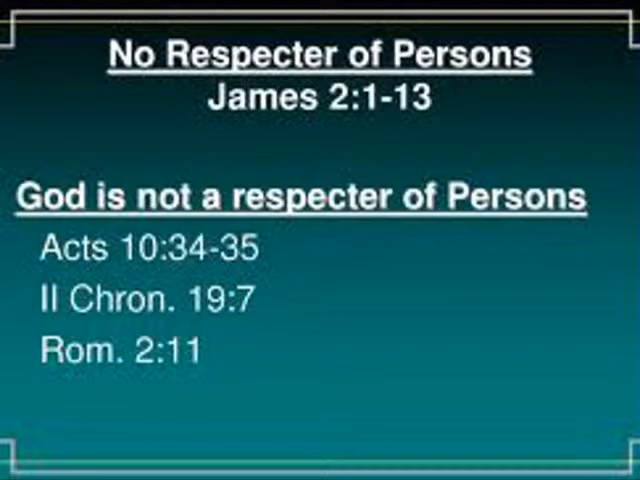 No Respecter of Persons
James 2:1-13
God is not a respecter of Persons
Acts 10:34-35
II Chron. 19:7
Rom. 2:11